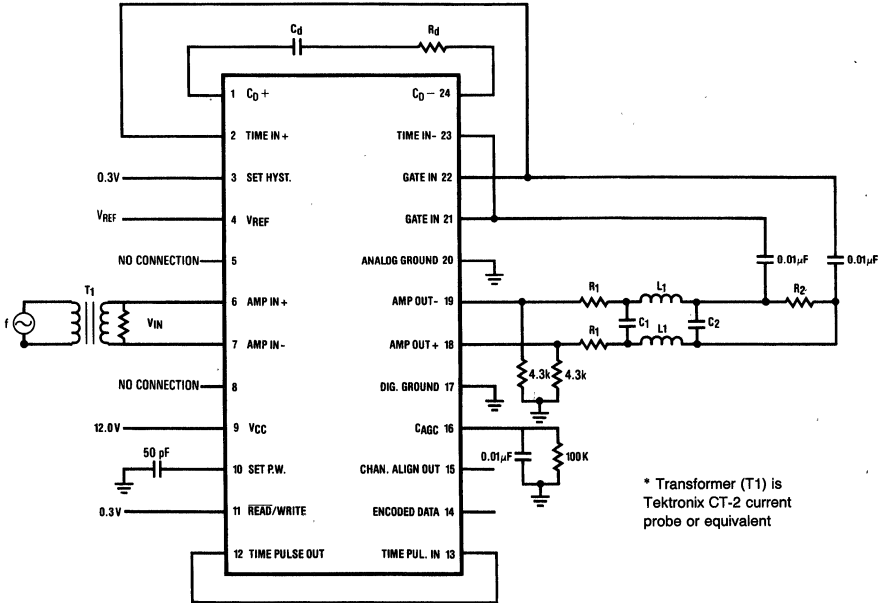 Cd
Rd
1 CD+
CD− 24
2 TIME IN+
TIME IN− 23
0.3V
3 SET HYST.
GATE IN 22
VREF
4 VREF
GATE IN 21
0.01μF
0.01μF
NO CONNECTION
5
ANALOG GROUND 20
T1
f
VIN
6 AMP IN+
AMP OUT− 19
R1
L1
R2
C1
C2
7 AMP IN−
AMP OUT+ 18
R1
L1
4.3k
4.3k
NO CONNECTION
8
DIG. GROUND 17
12.0V
9 VCC
CAGC 16
50 pF
0.01μF
100K
10 SET P.W.
CHAN. ALIGN OUT 15
0.3V
11 READ/WRITE
ENCODED DATA 14
12 TIME PULSE OUT
TIME PUL. IN 13
* Transformer (T1) is
Tektronix CT-2 current
probe or equivalent